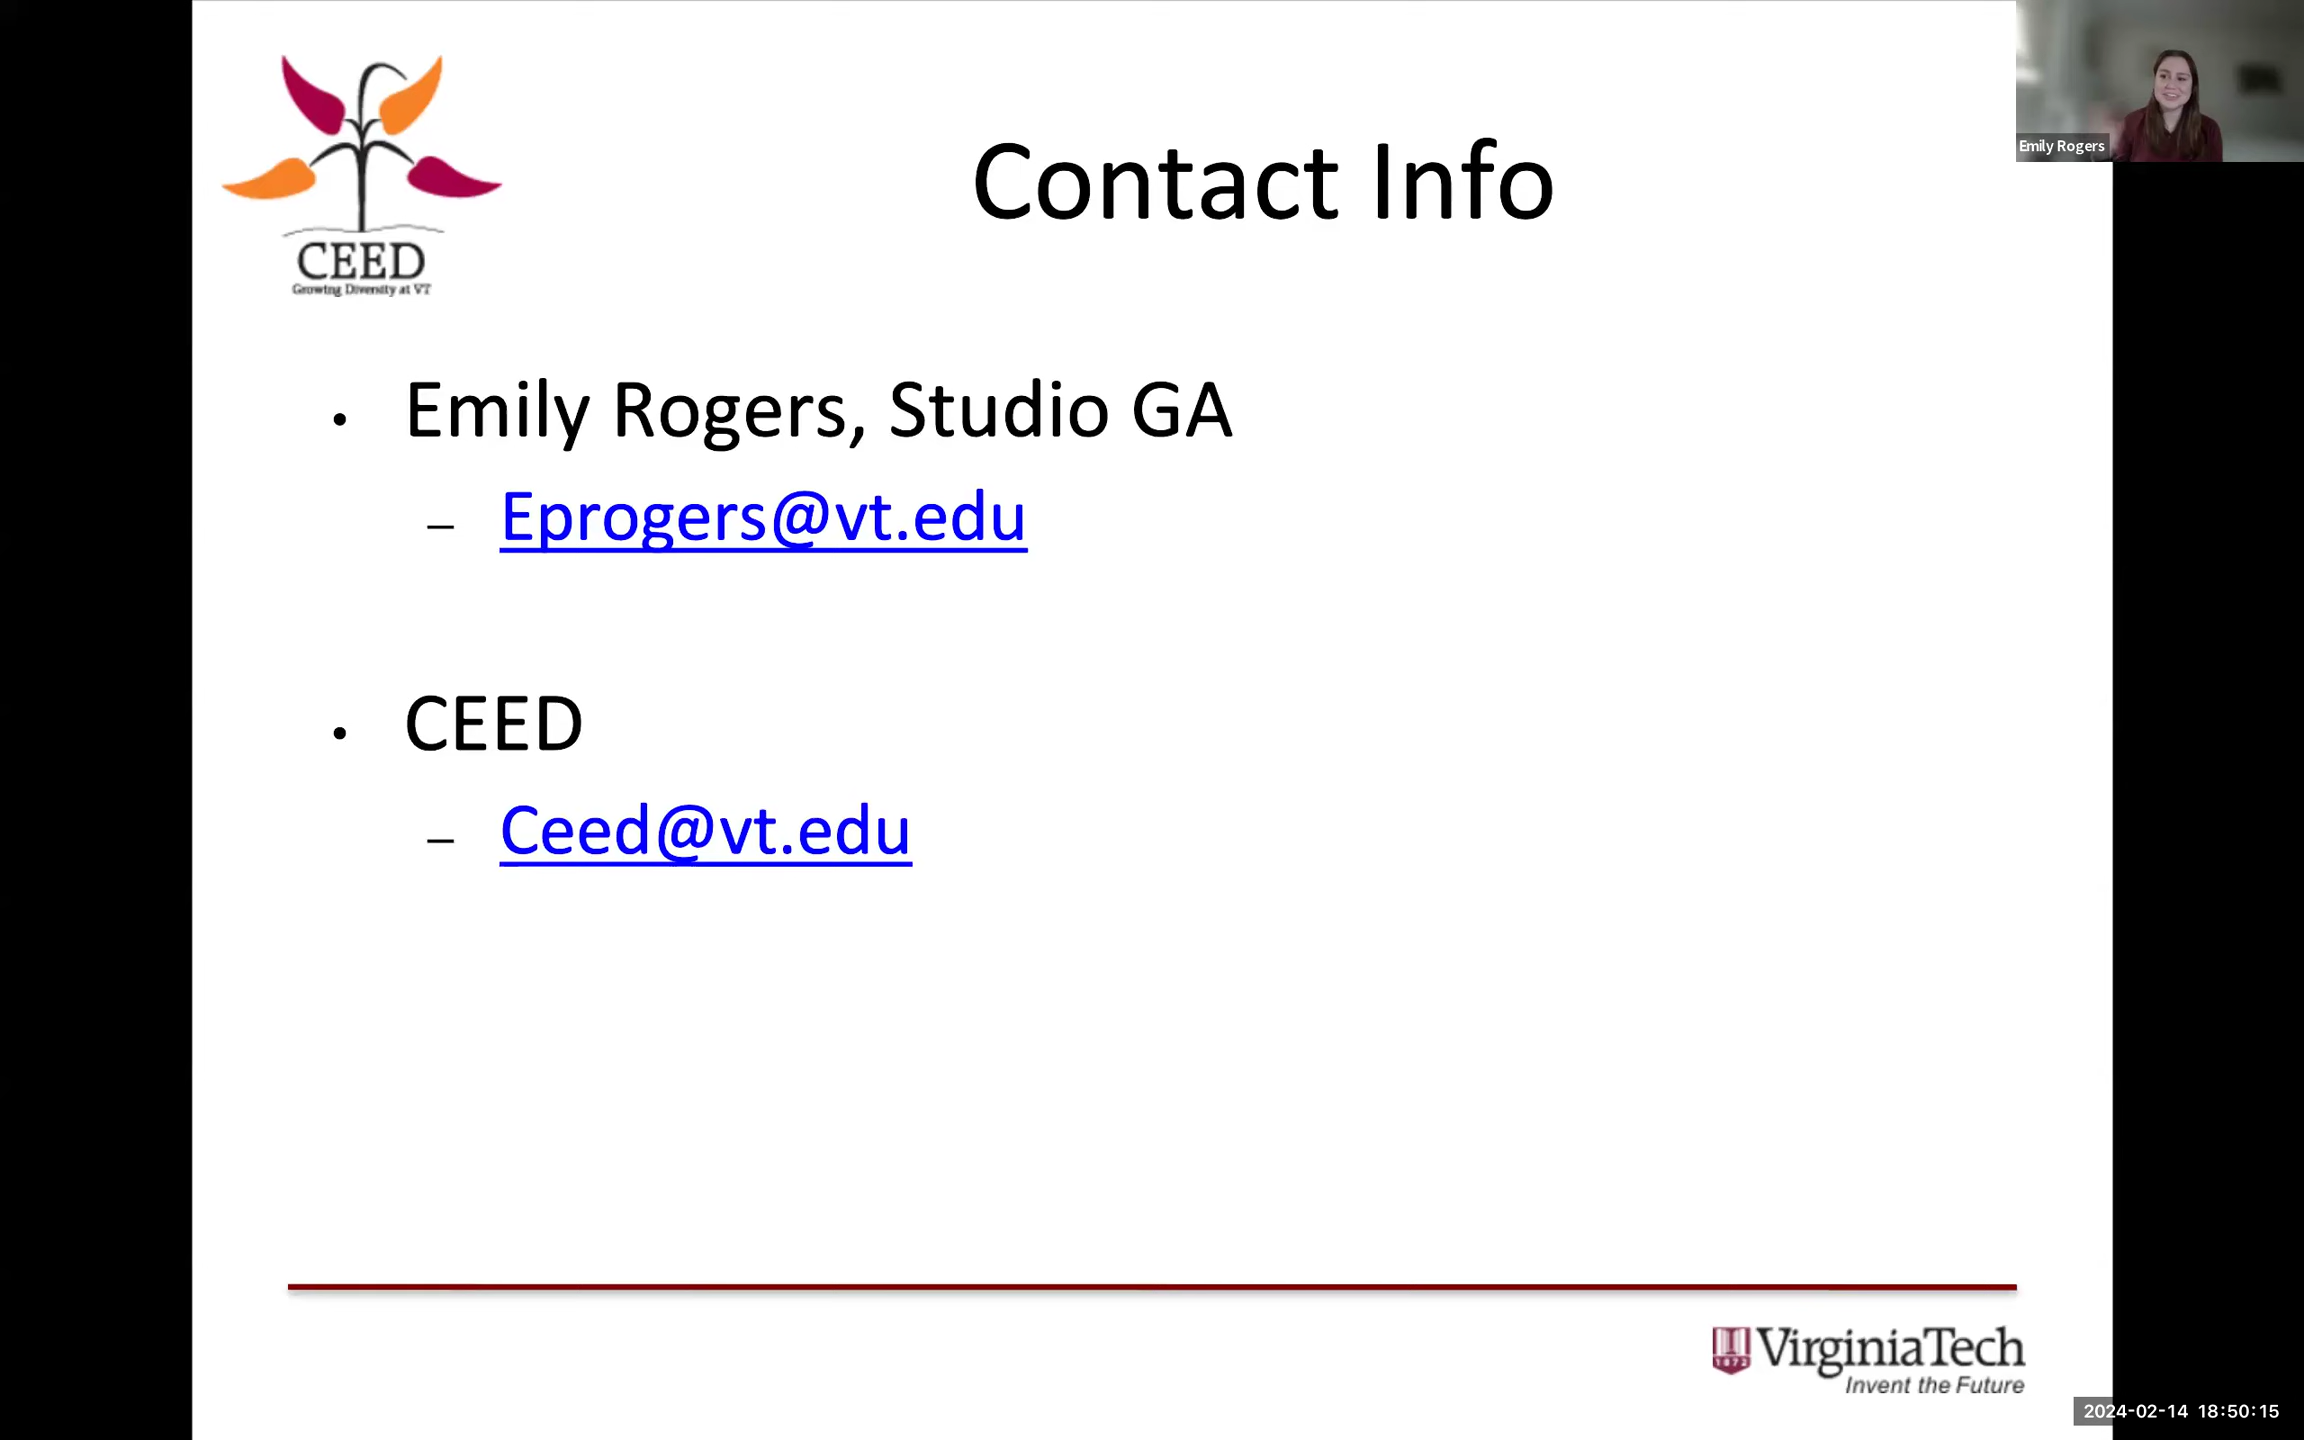 Emily Rogers
CEED
Growing Diversity at VT
Contact Info
• Emily Rogers, Studio GA
– Eprogers@vt.edu
• CEED
– Ceed@vt.edu
1872
VirginiaTech
Invent the Future
2024-02-14 18:50:15